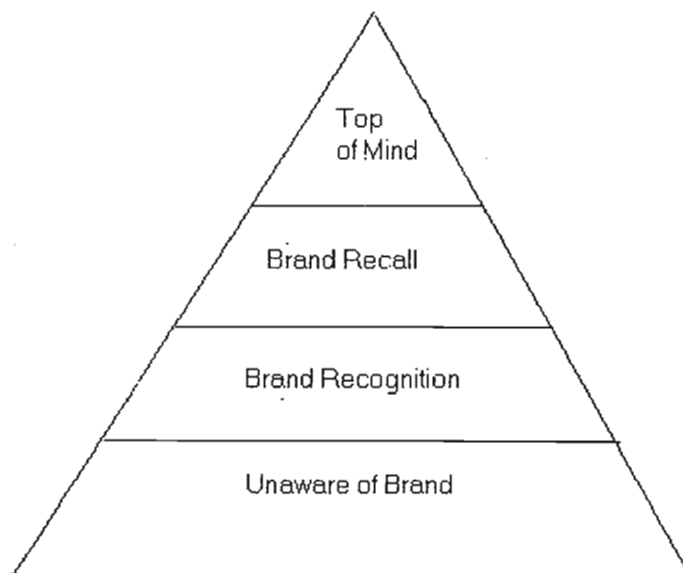 Top
of Mind
Brand Recall
Brand Recognition
Unaware of Brand